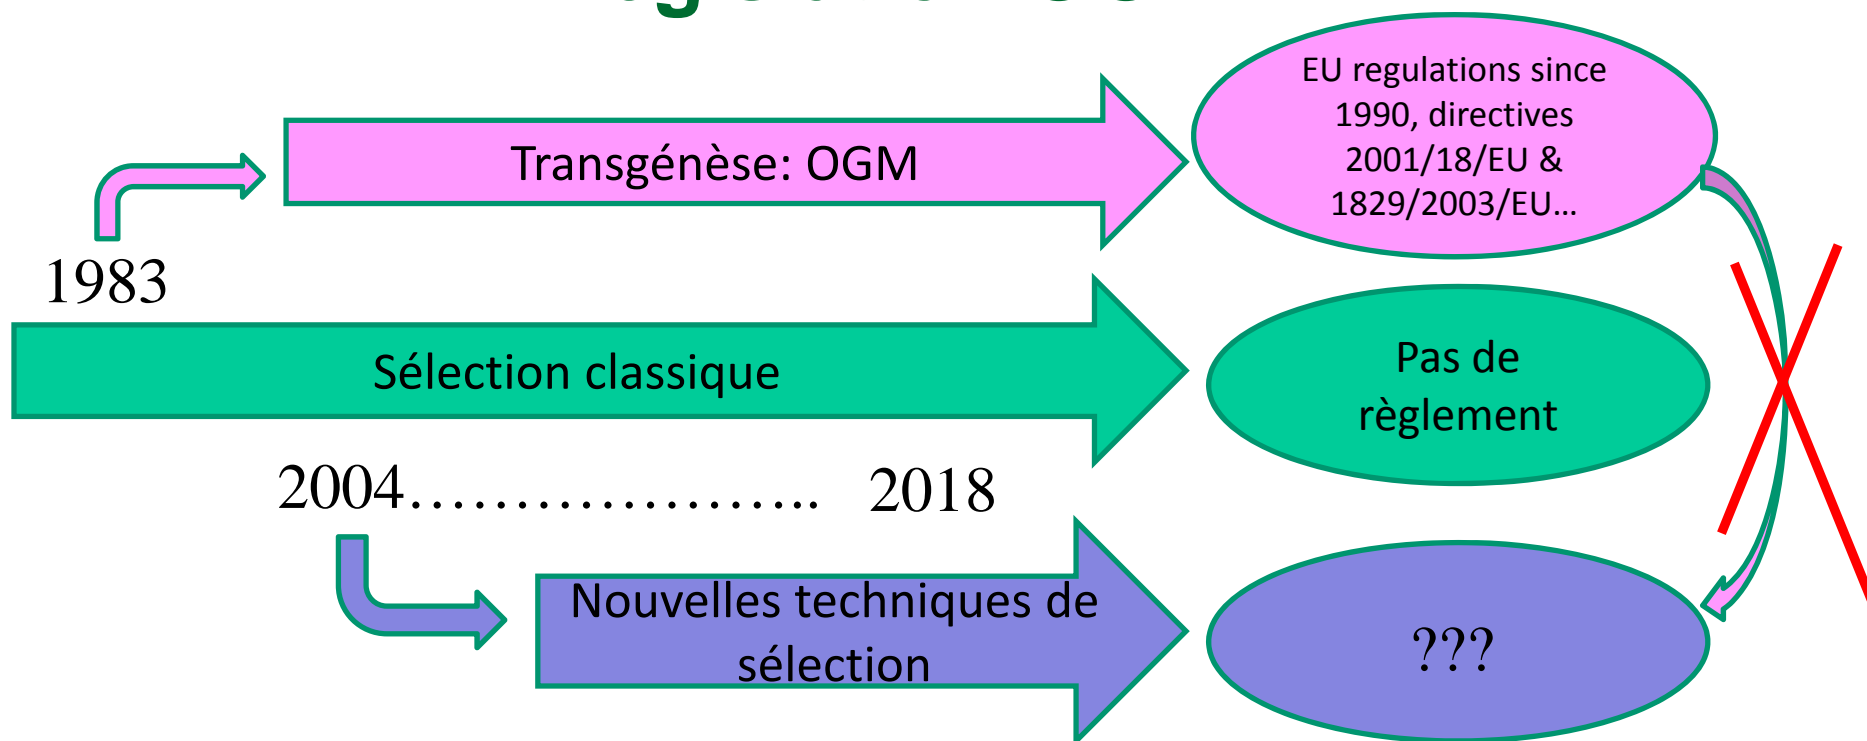 EU regulations since
1990, directives
2001/18/EU &
1829/2003/EU...
Transgénèse: OGM
1983
Sélection classique
Pas de
règlement
2004………………….. 2018
Nouvelles techniques de
sélection
???